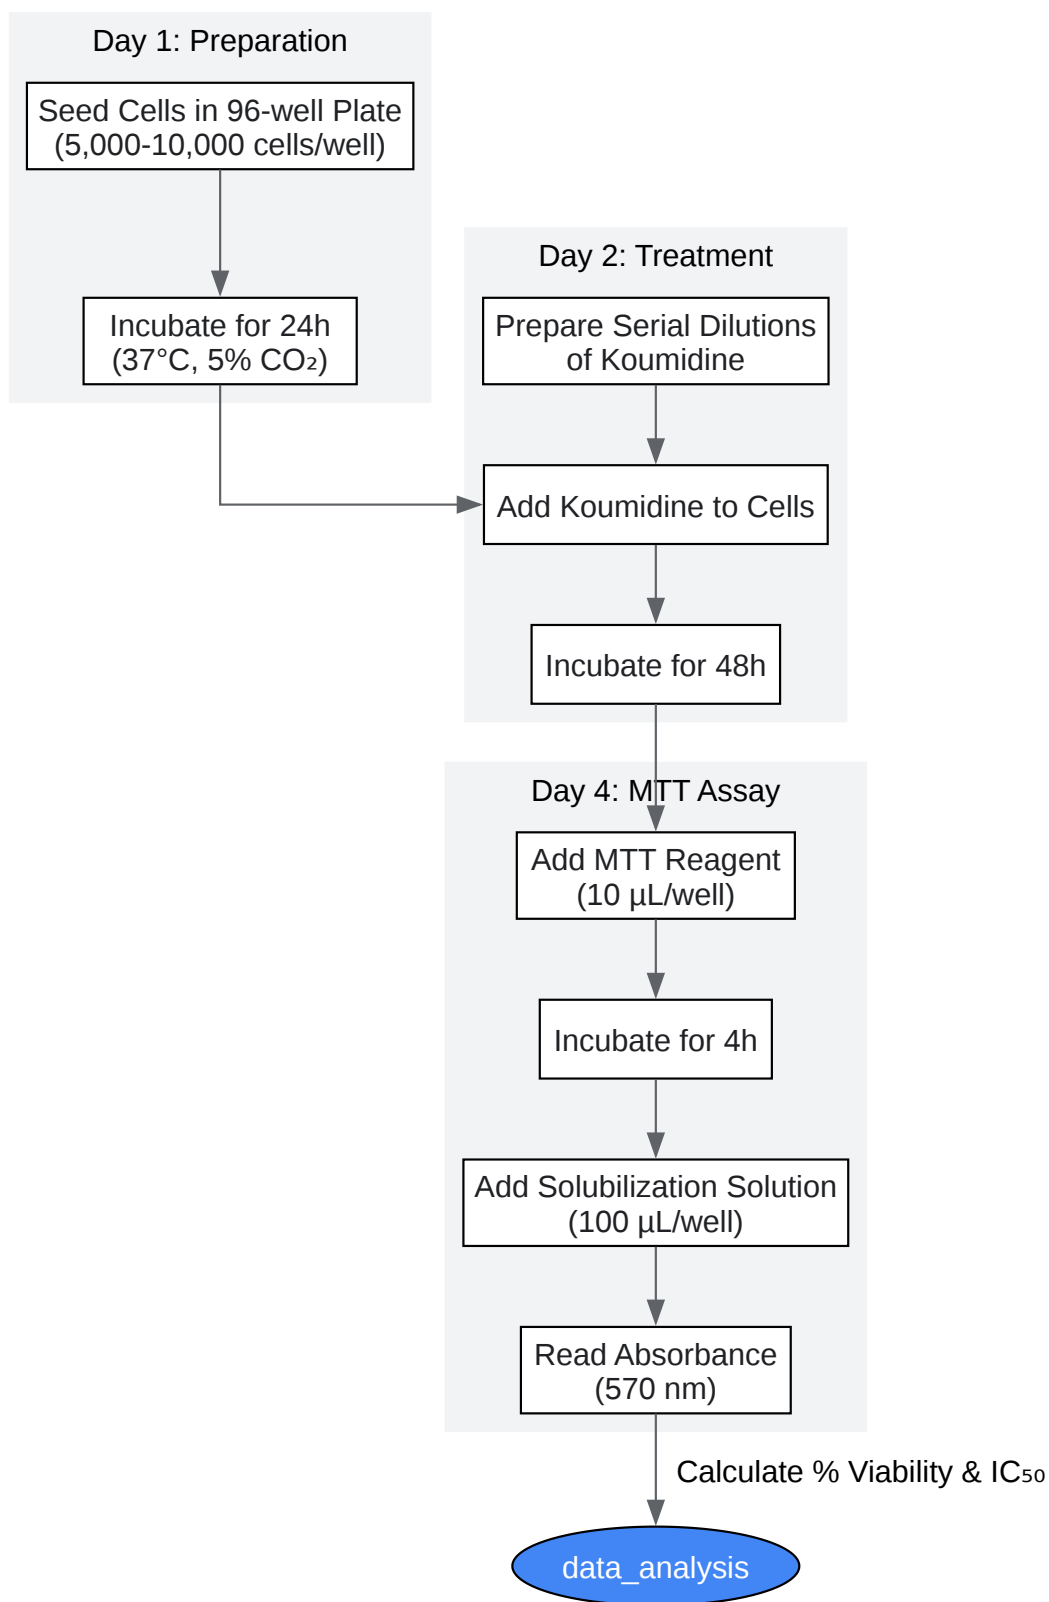 Day 1: Preparation
Seed Cells in 96-well Plate
(5,000-10,000 cells/well)
Incubate for 24h
(37°C, 5% CO₂)
Day 2: Treatment
Prepare Serial Dilutions
of Koumidine
Add Koumidine to Cells
Incubate for 48h
Day 4: MTT Assay
Add MTT Reagent
(10 µL/well)
Incubate for 4h
Add Solubilization Solution
(100 µL/well)
Read Absorbance
(570 nm)
Calculate % Viability & IC₅₀
data_analysis